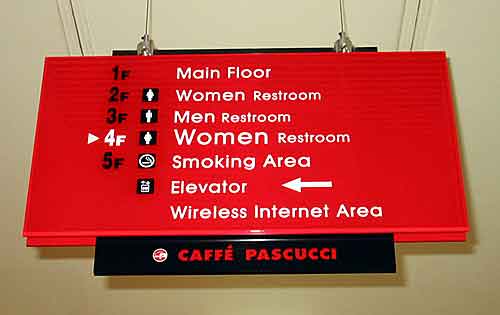 1F Main Floor
2F Women Restroom
3F Men Restroom
4F Women Restroom
5F Smoking Area
Elevator
Wireless Internet Area
CAFFÉ PASCUCCI